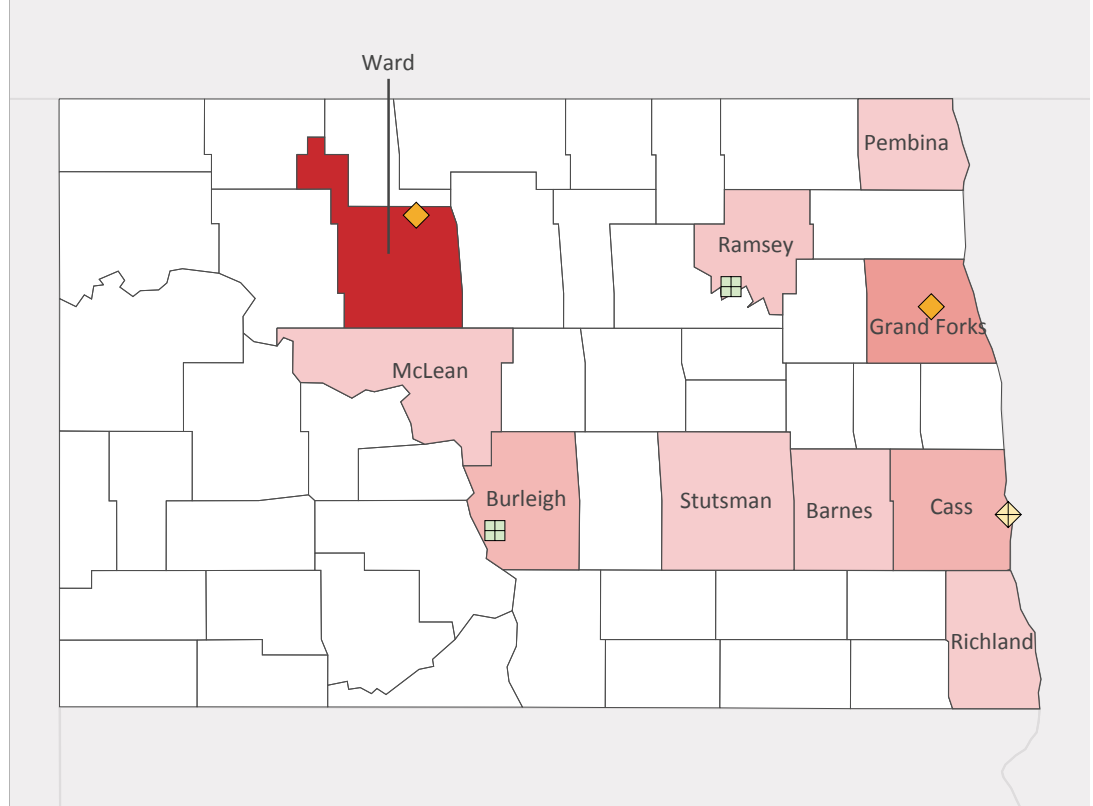 Ward
Pembina
Ramsey
Grand Forks
McLean
Burleigh
Stutsman
Barnes
Cass
Richland